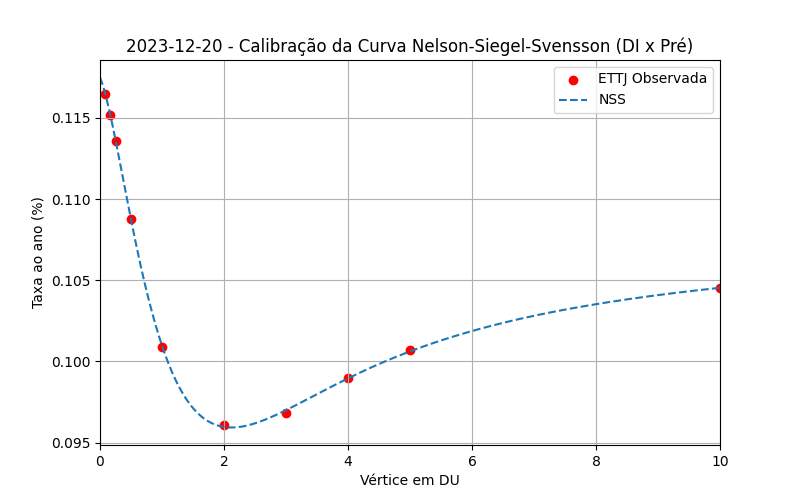 2023-12-20 - Calibração da Curva Nelson-Siegel-Svensson (DI x Pré)
ETTJ Observada
NSS
Taxa ao ano (%)
0.115
0.110
0.105
0.100
0.095
0 2 4 6 8 10
Vértice em DU